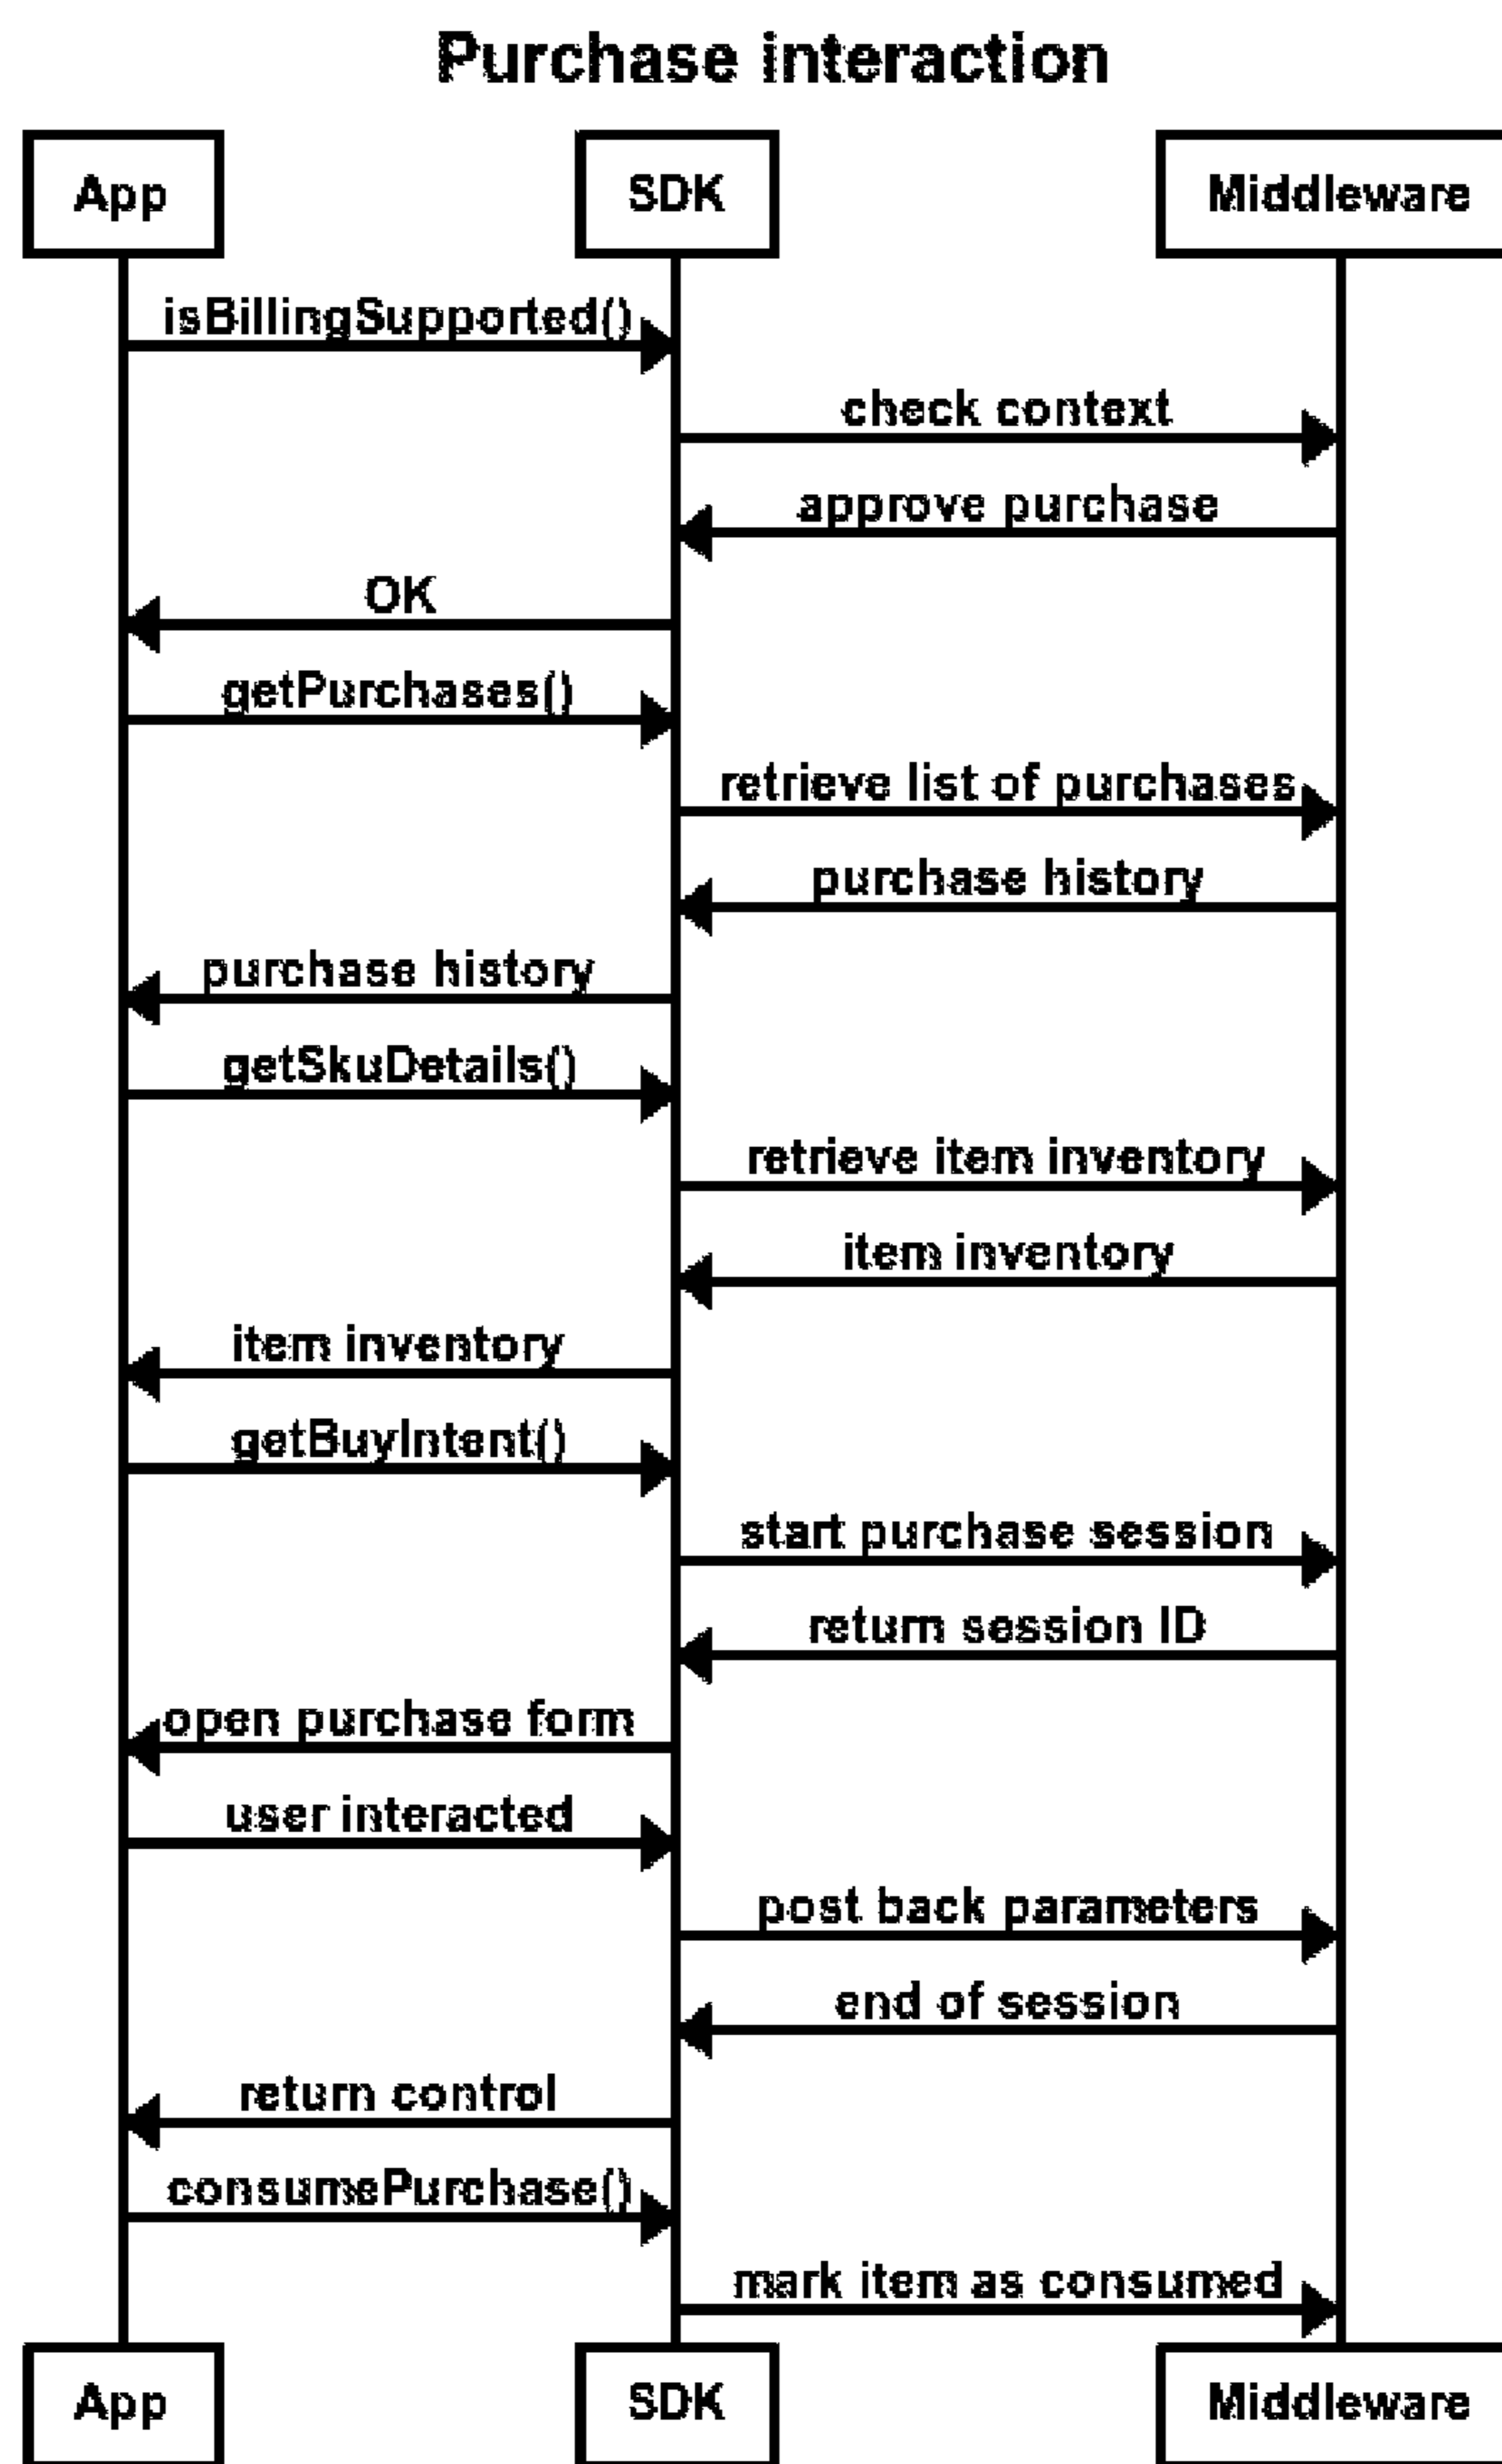 Purchase interaction
App
SDK
Middleware
isBillingSupported()
check context
approve purchase
OK
getPurchases()
retrieve list of purchases
purchase history
purchase history
getSkuDetails()
retrieve item inventory
item inventory
item inventory
getBuyIntent()
start purchase session
return session ID
open purchase form
user interacted
post back parameters
end of session
return control
consumePurchase()
mark item as consumed
App
SDK
Middleware